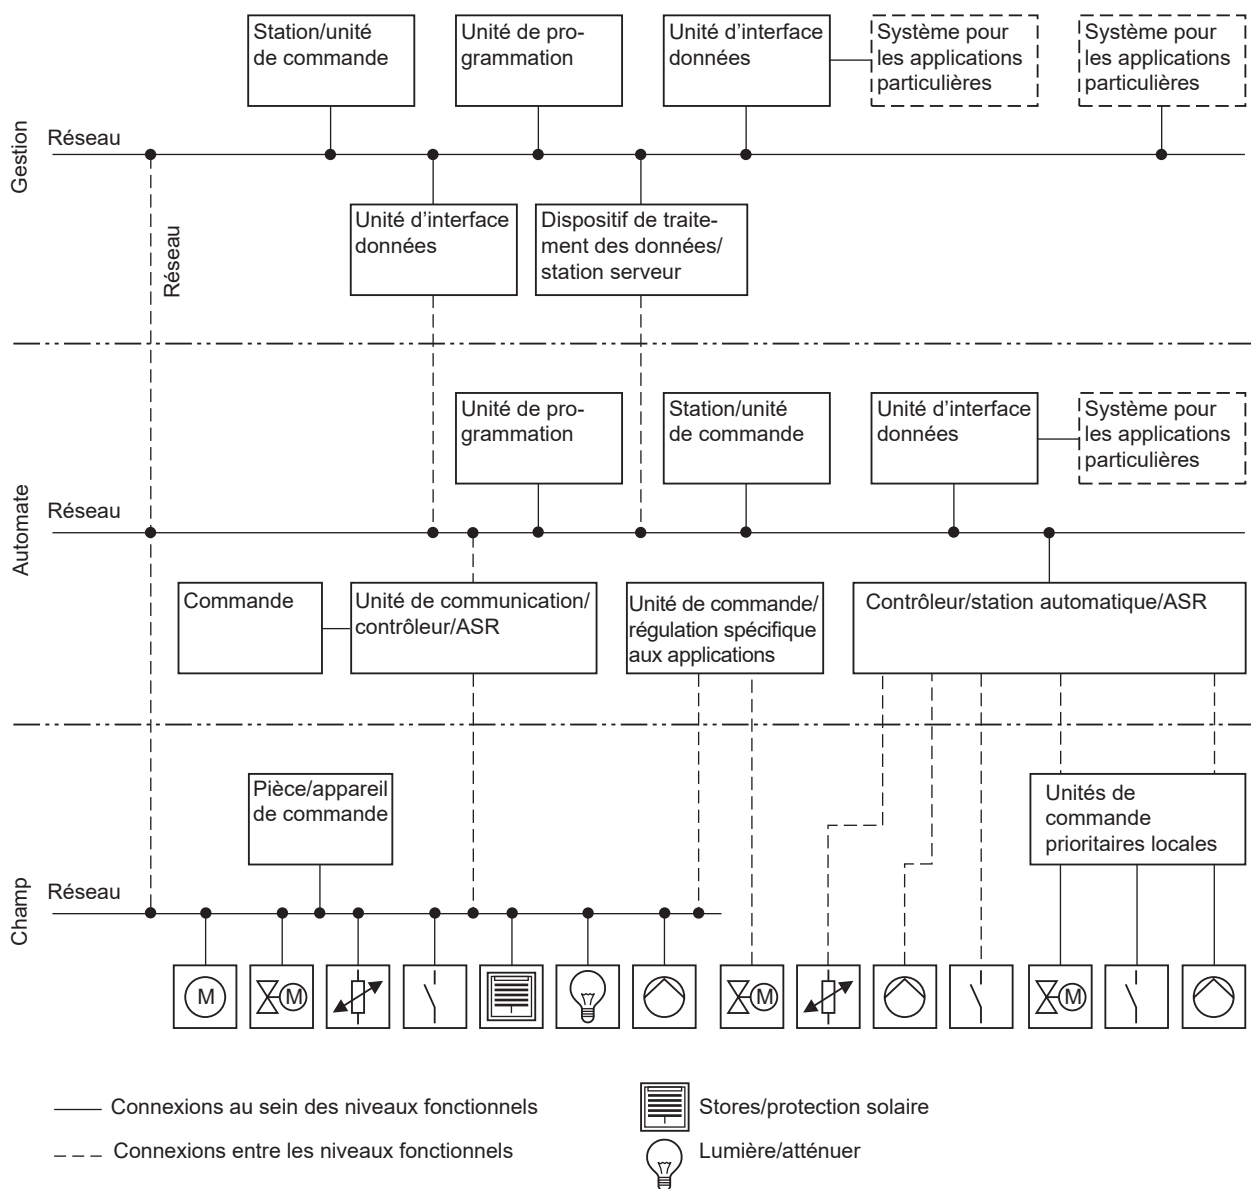 Station/unité
de commande
Unité de pro-
grammation
Unité d’interface
données
Système pour
les applications
particulières
Système pour
les applications
particulières
Gestion
Réseau
Réseau
Unité d’interface
données
Dispositif de traite-
ment des données/
station serveur
Unité de pro-
grammation
Station/unité
de commande
Unité d’interface
données
Système pour
les applications
particulières
Automate
Réseau
Commande
Unité de communication/
contrôleur/ASR
Unité de commande/
régulation spécifique
aux applications
Contrôleur/station automatique/ASR
Pièce/appareil
de commande
Unités de
commande
prioritaires locales
Champ
Réseau
M
M
M
M
Connexions au sein des niveaux fonctionnels
Stores/protection solaire
Connexions entre les niveaux fonctionnels
Lumière/atténuer